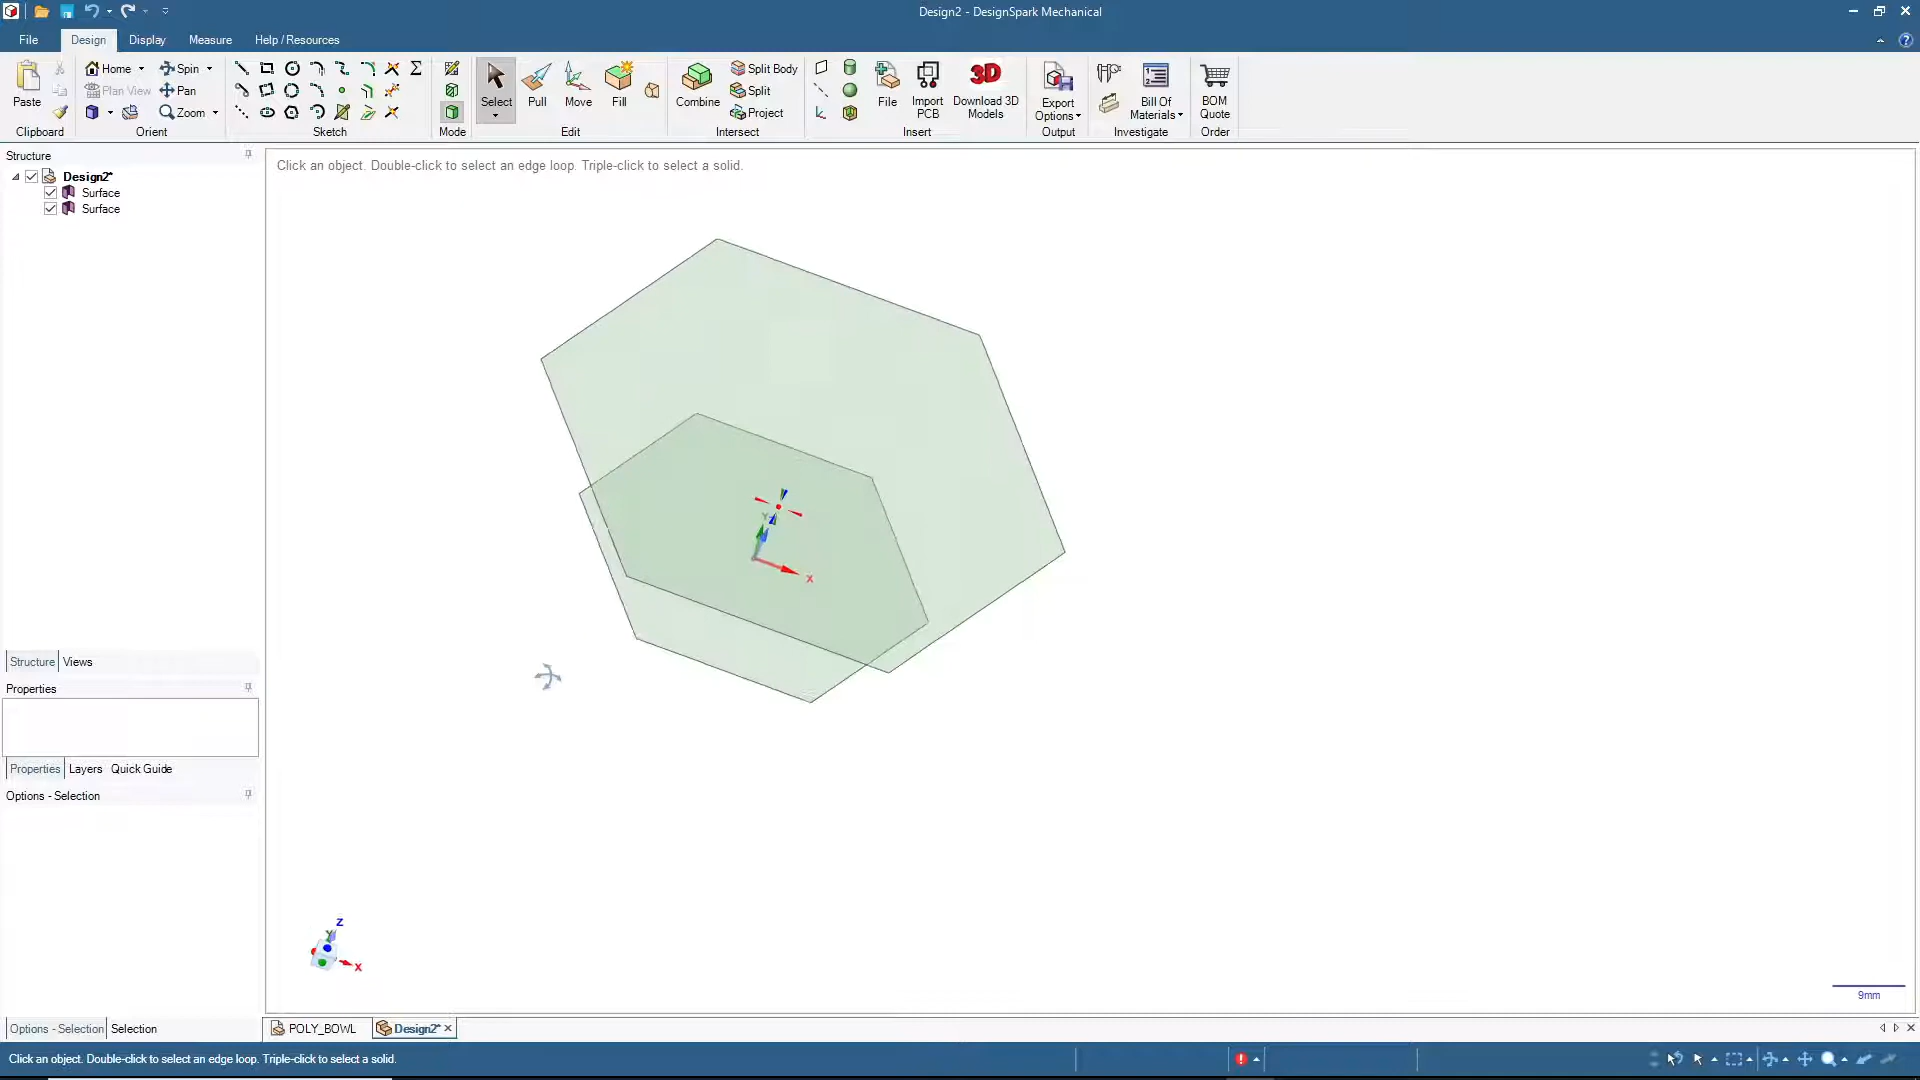 Design2 - DesignSpark Mechanical
File Design Display Measure Help / Resources
Paste
Home
Plan View
Spin
Pan
Zoom
Select
Pull
Move
Fill
Combine
Split Body
Split
Project
File
Import PCB
3D
Download 3D Models
Export Options
Bill Of Materials
BOM Quote
Clipboard Orient Sketch Mode Edit Intersect Insert Output Investigate Order
Structure
Design2*
Surface
Surface
Structure Views
Properties
Properties Layers Quick Guide
Options - Selection
Options - Selection Selection
Click an object. Double-click to select an edge loop. Triple-click to select a solid.
Y
X
Z
Y
X
9mm
POLY_BOWL Design2*
Click an object. Double-click to select an edge loop. Triple-click to select a solid.